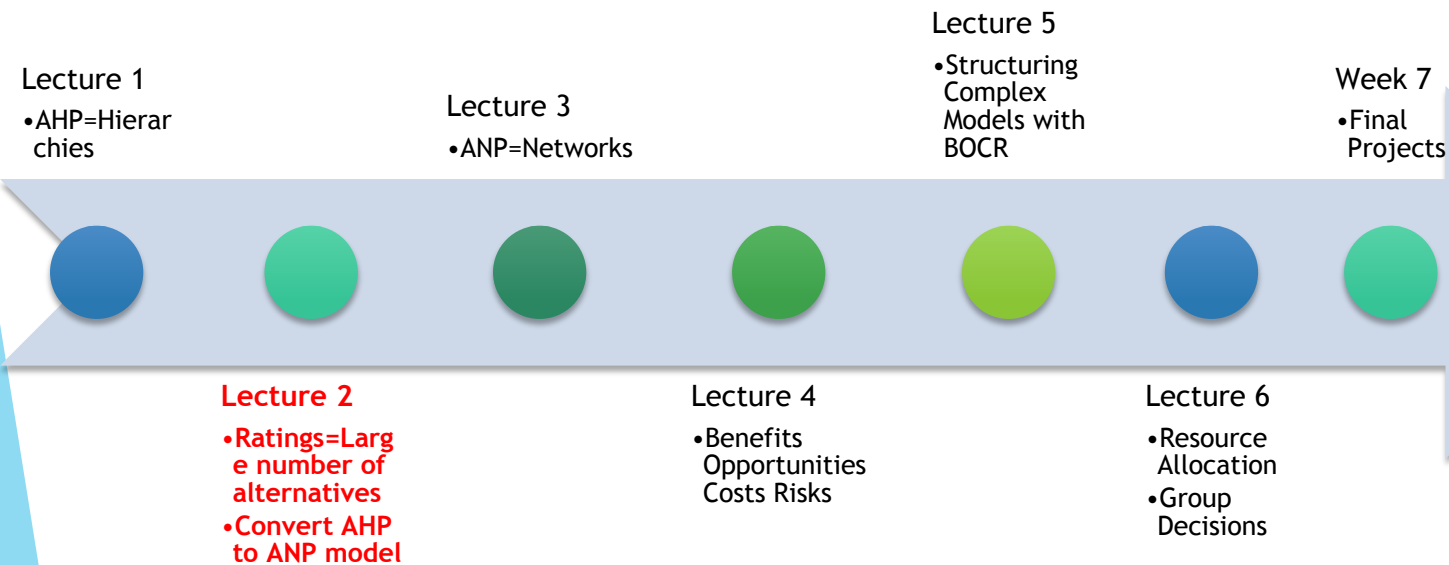 Lecture 1
•AHP=Hierar
chies
Lecture 2
•Ratings=Larg
e number of
alternatives
•Convert AHP
to ANP model
Lecture 3
•ANP=Networks
Lecture 4
•Benefits
Opportunities
Costs Risks
Lecture 5
•Structuring
Complex
Models with
BOCR
Lecture 6
•Resource
Allocation
•Group
Decisions
Week 7
•Final
Projects